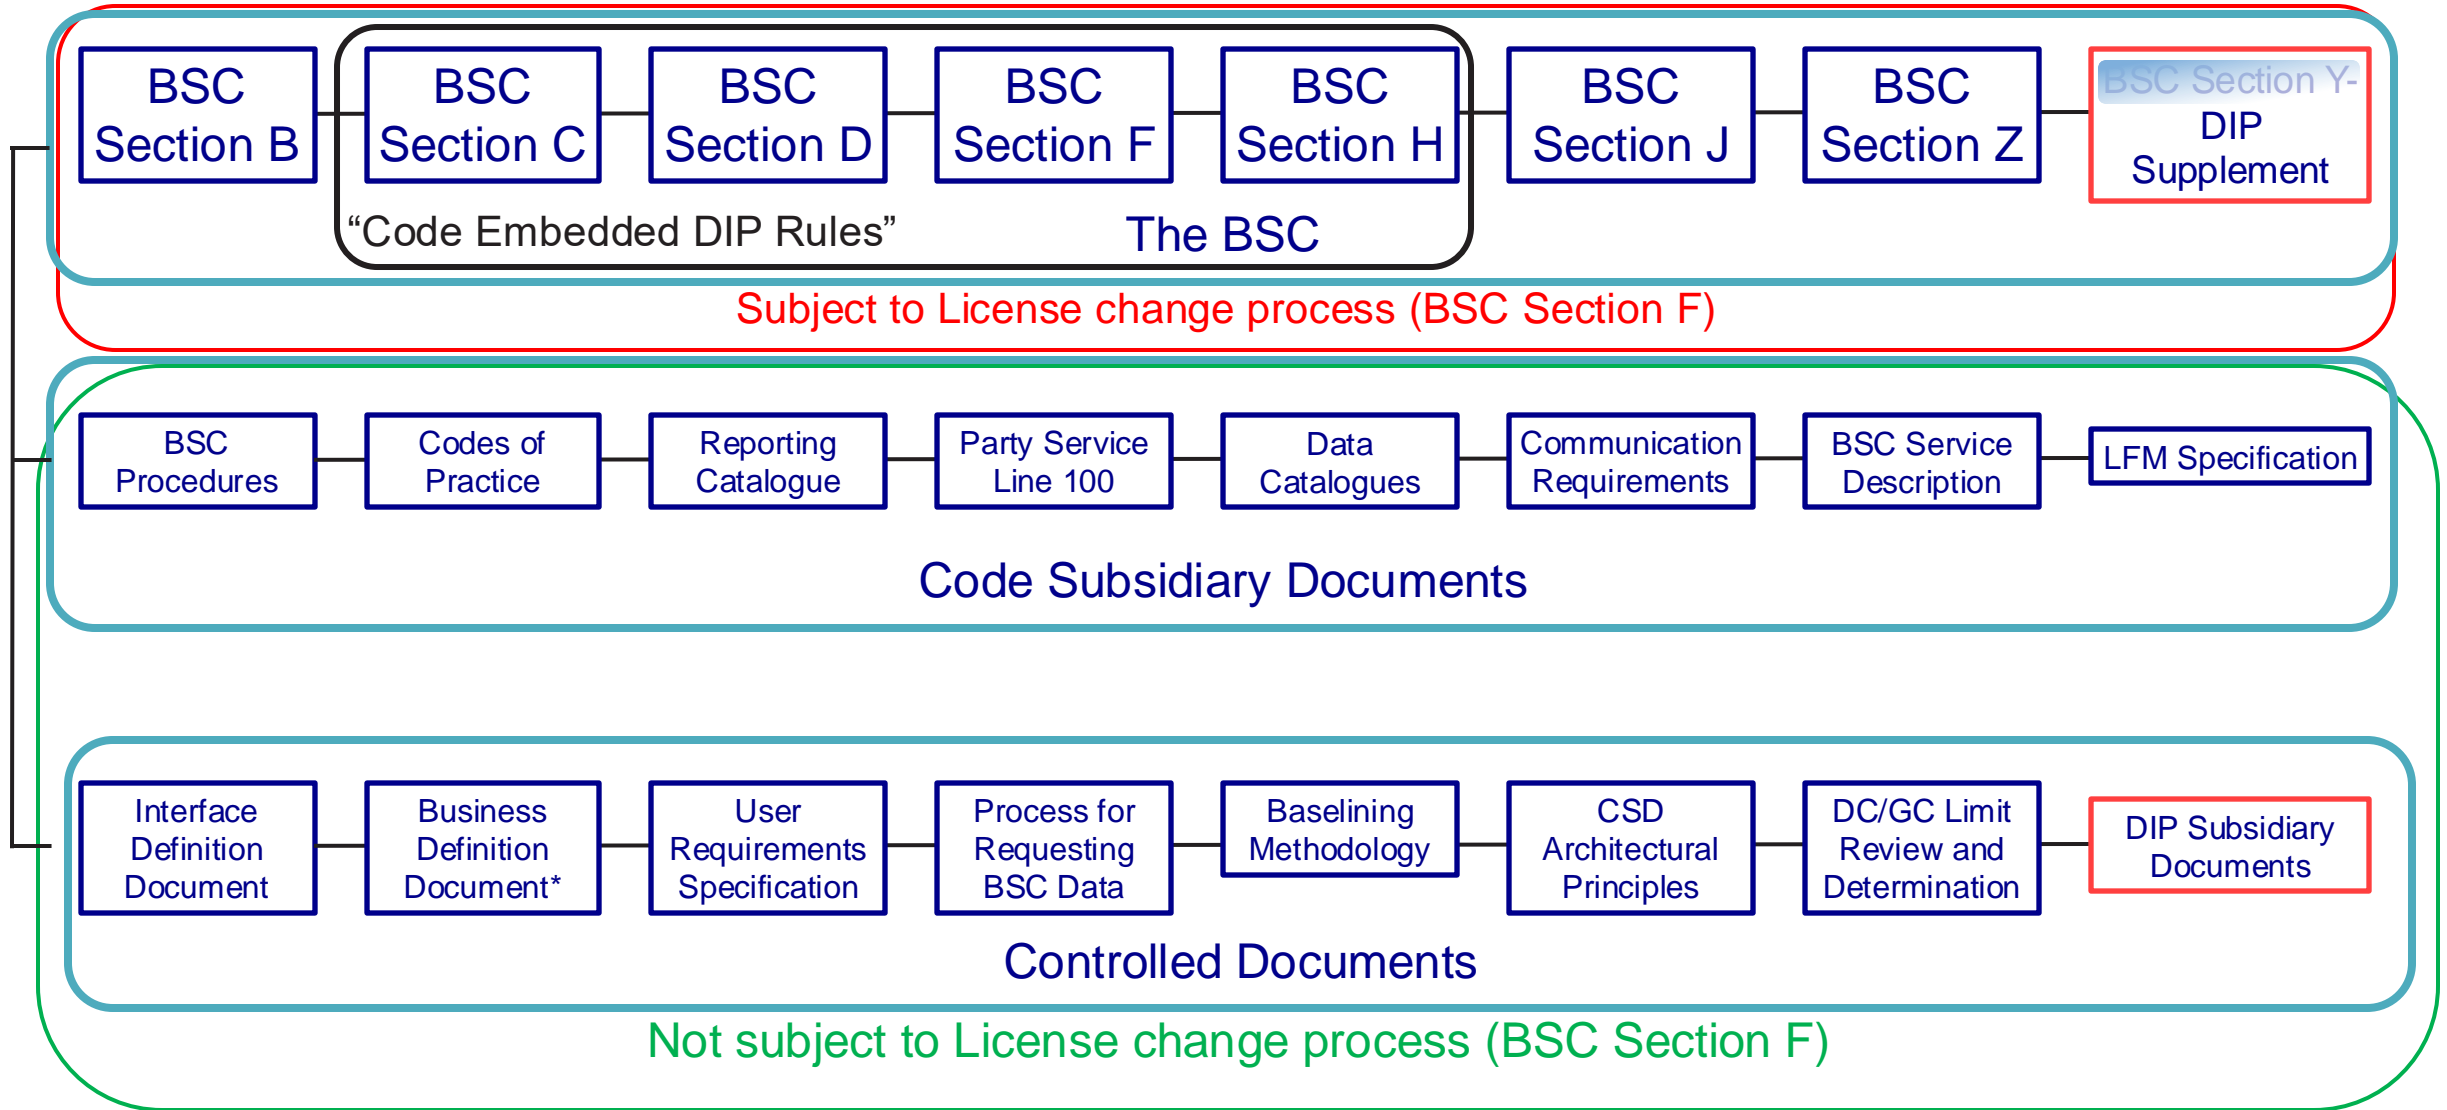 BSC
Section B
BSC
Section C
BSC
Section D
BSC
Section F
BSC
Section H
BSC
Section J
BSC
Section Z
BSC Section Y-
DIP
Supplement
“Code Embedded DIP Rules”
The BSC
Subject to License change process (BSC Section F)
BSC
Procedures
Codes of
Practice
Reporting
Catalogue
Party Service
Line 100
Data
Catalogues
Communication
Requirements
BSC Service
Description
LFM Specification
Code Subsidiary Documents
Interface
Definition
Document
Business
Definition
Document*
User
Requirements
Specification
Process for
Requesting
BSC Data
Baselining
Methodology
CSD
Architectural
Principles
DC/GC Limit
Review and
Determination
DIP Subsidiary
Documents
Controlled Documents
Not subject to License change process (BSC Section F)